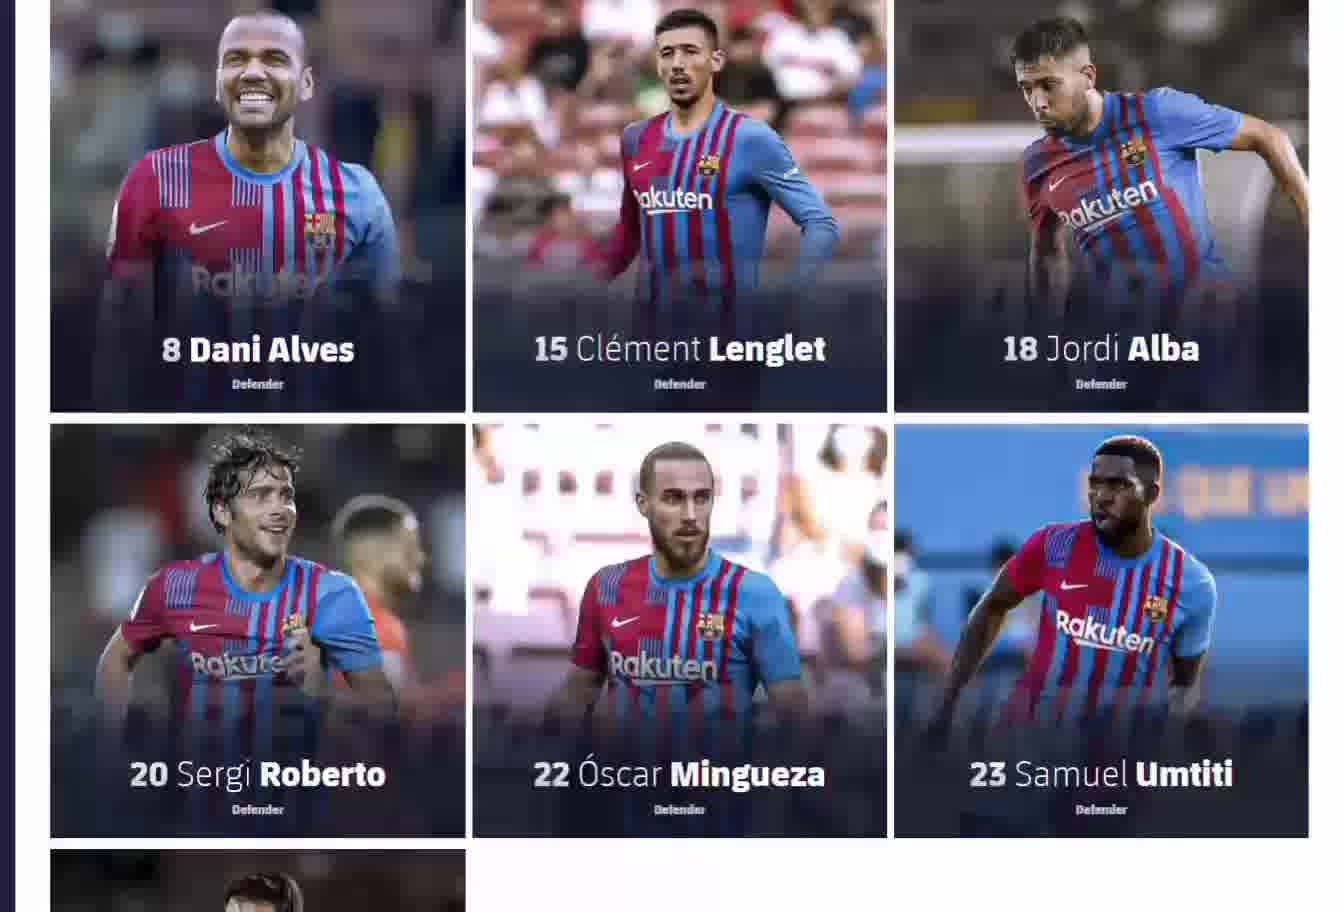 Rakuten
Rakuten
Rakuten
8 Dani Alves
15 Clément Lenglet
18 Jordi Alba
Defender
Defender
Defender
QUE
Rakuten
Rakuten
Rakuten
20 Sergi Roberto
22 Óscar Mingueza
23 Samuel Umtiti
Defender
Defender
Defender